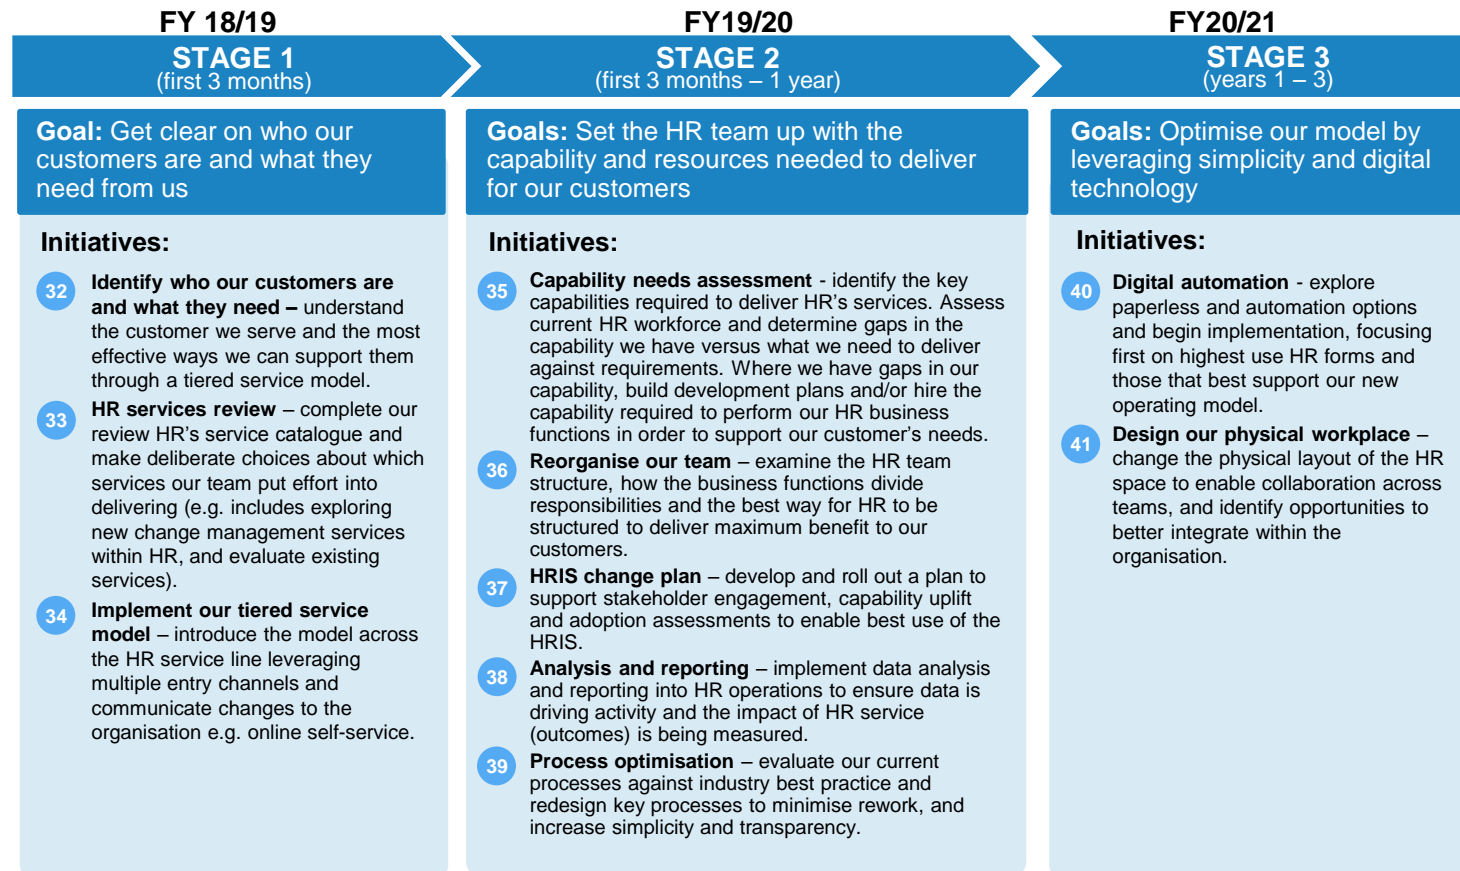 FY 18/19
STAGE 1
(first 3 months)
Goal: Get clear on who our
customers are and what they
need from us
Initiatives:
32
Identify who our customers are
and what they need – understand
the customer we serve and the most
effective ways we can support them
through a tiered service model.
33
HR services review – complete our
review HR’s service catalogue and
make deliberate choices about which
services our team put effort into
delivering (e.g. includes exploring
new change management services
within HR, and evaluate existing
services).
34
Implement our tiered service
model – introduce the model across
the HR service line leveraging
multiple entry channels and
communicate changes to the
organisation e.g. online self-service.
FY19/20
STAGE 2
(first 3 months – 1 year)
Goals: Set the HR team up with the
capability and resources needed to deliver
for our customers
Initiatives:
35
Capability needs assessment - identify the key
capabilities required to deliver HR’s services. Assess
current HR workforce and determine gaps in the
capability we have versus what we need to deliver
against requirements. Where we have gaps in our
capability, build development plans and/or hire the
capability required to perform our HR business
functions in order to support our customer’s needs.
36
Reorganise our team – examine the HR team
structure, how the business functions divide
responsibilities and the best way for HR to be
structured to deliver maximum benefit to our
customers.
37
HRIS change plan – develop and roll out a plan to
support stakeholder engagement, capability uplift
and adoption assessments to enable best use of the
HRIS.
38
Analysis and reporting – implement data analysis
and reporting into HR operations to ensure data is
driving activity and the impact of HR service
(outcomes) is being measured.
39
Process optimisation – evaluate our current
processes against industry best practice and
redesign key processes to minimise rework, and
increase simplicity and transparency.
FY20/21
STAGE 3
(years 1 – 3)
Goals: Optimise our model by
leveraging simplicity and digital
technology
Initiatives:
40
Digital automation - explore
paperless and automation options
and begin implementation, focusing
first on highest use HR forms and
those that best support our new
operating model.
41
Design our physical workplace –
change the physical layout of the HR
space to enable collaboration across
teams, and identify opportunities to
better integrate within the
organisation.